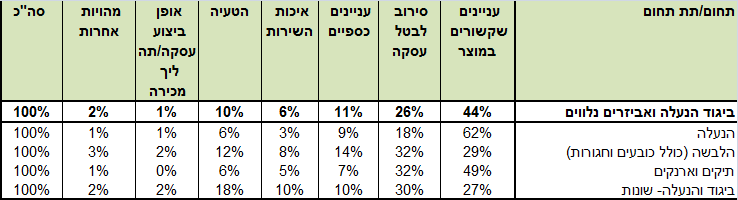 תחום/תת תחום עניינים שקשורים במוצר סירוב לבטל עסקה עניינים כספיים איכות השירות הטעיה אופן ביצוע עסקה/תה ליך מכירה מהויות אחרות סה"כ
ביגוד הנעלה ואביזרים נלווים 44% 26% 11% 6% 10% 1% 2% 100%
הנעלה 62% 18% 9% 3% 6% 1% 1% 100%
הלבשה (כולל כובעים וחגורות) 29% 32% 14% 8% 12% 2% 3% 100%
תיקים וארנקים 49% 32% 7% 5% 6% 0% 1% 100%
ביגוד והנעלה- שונות 27% 30% 10% 10% 18% 2% 2% 100%